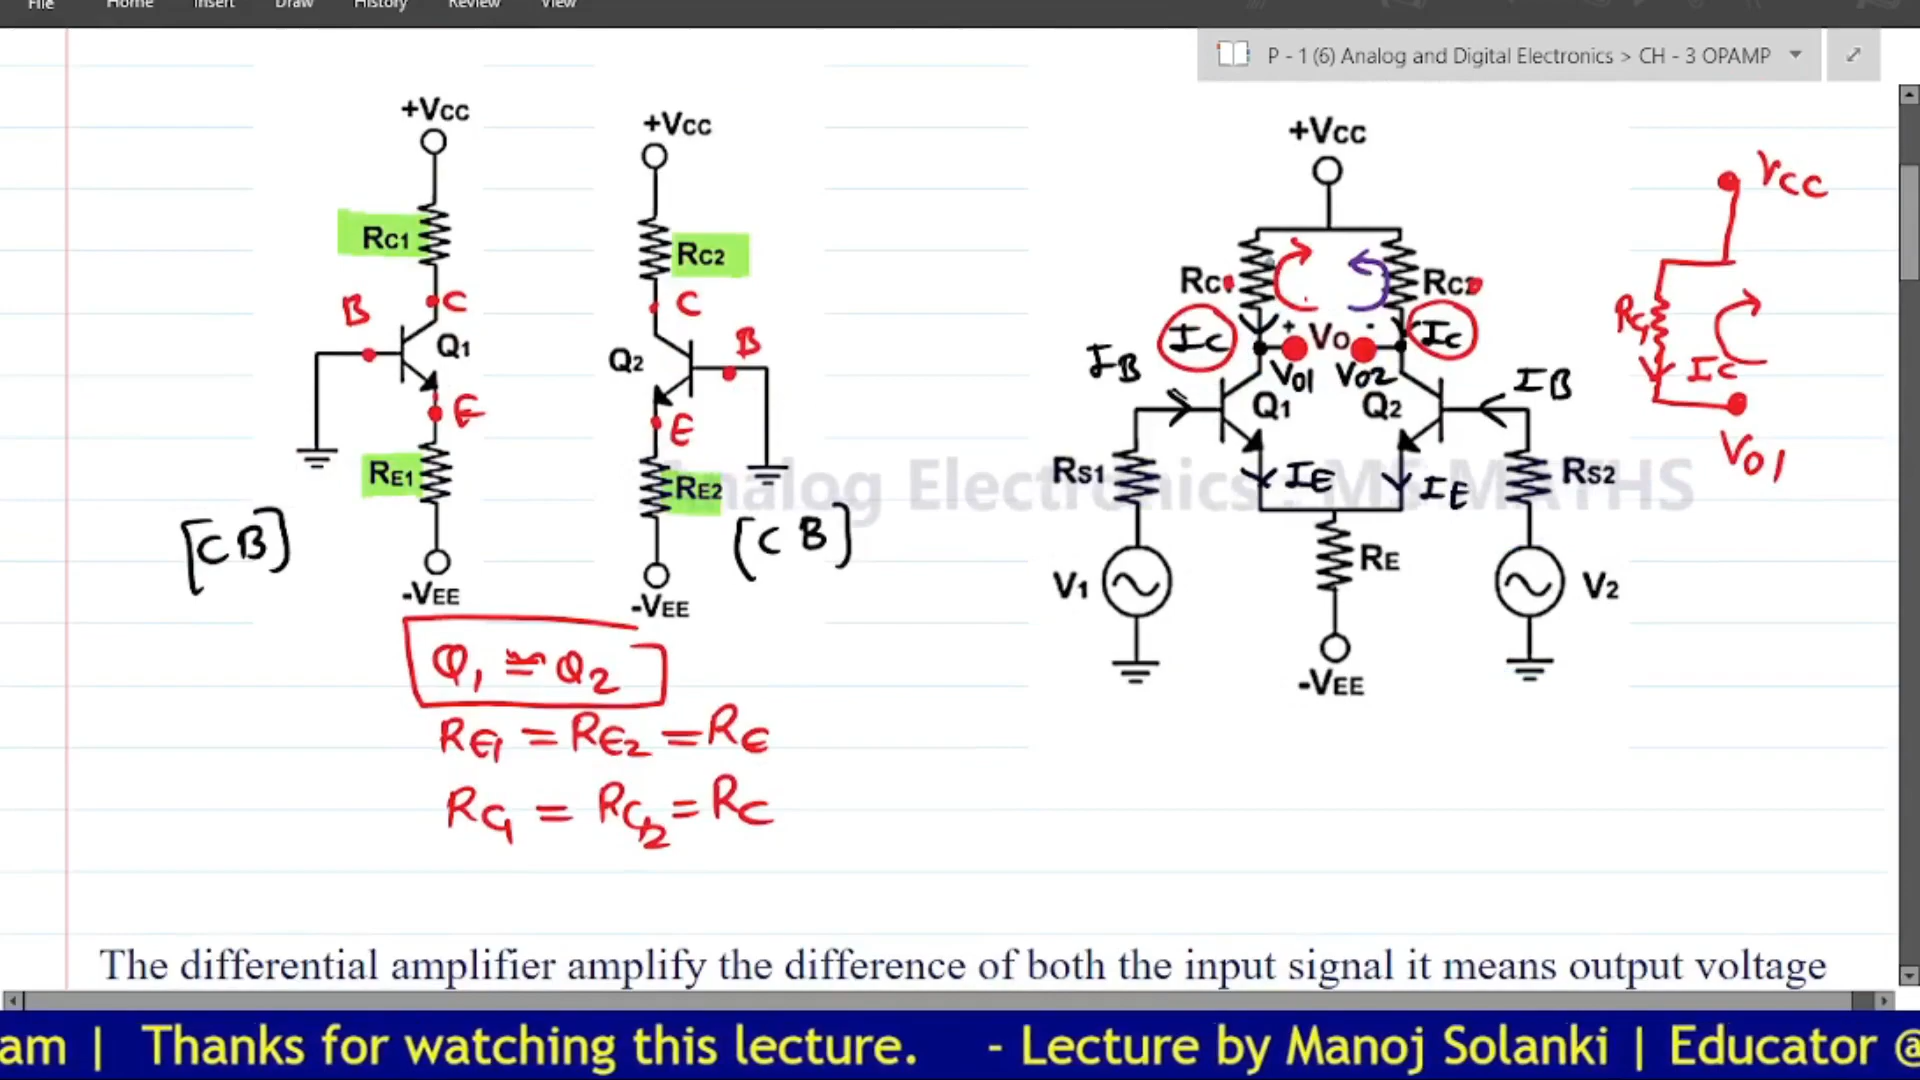 File Home Insert Draw History Review View
P - 1 (6) Analog and Digital Electronics > CH - 3 OPAMP
+VCC
RC1
C
B
Q1
E
RE1
[CB]
-VEE
+VCC
RC2
C
B
Q2
E
RE2
[CB]
-VEE
Q1 ≅ Q2
RE1 = RE2 = RE
RC1 = RC2 = RC
+VCC
RC1
RC2
IC
+ VO -
IC
VO1 VO2
IB
IB
Q1
Q2
RS1
IE
IE
RS2
RE
V1
V2
-VEE
VCC
RC1
IC
VO1
Analog Electronics : MS MATHS
The differential amplifier amplify the difference of both the input signal it means output voltage
am | Thanks for watching this lecture. - Lecture by Manoj Solanki | Educator @